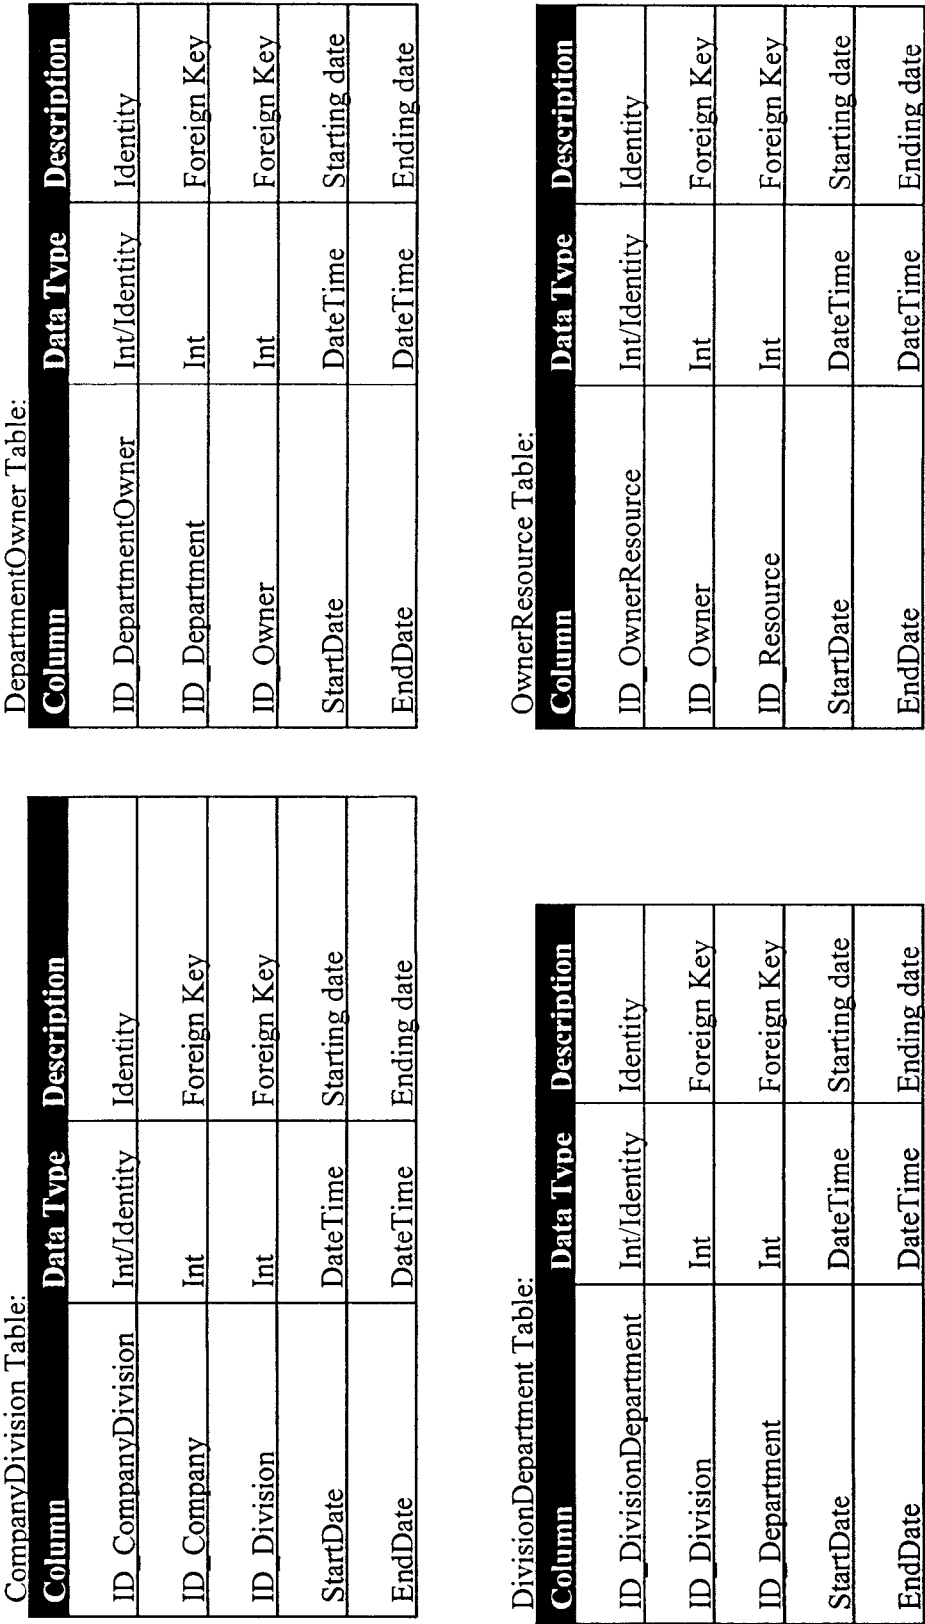 CompanyDivision Table:
Column Data Type Description
ID_CompanyDivision Int/Identity Identity
ID_Company Int Foreign Key
ID_Division Int Foreign Key
StartDate DateTime Starting date
EndDate DateTime Ending date
DepartmentOwner Table:
Column Data Type Description
ID_DepartmentOwner Int/Identity Identity
ID_Department Int Foreign Key
ID_Owner Int Foreign Key
StartDate DateTime Starting date
EndDate DateTime Ending date
DivisionDepartment Table:
Column Data Type Description
ID_DivisionDepartment Int/Identity Identity
ID_Division Int Foreign Key
ID_Department Int Foreign Key
StartDate DateTime Starting date
EndDate DateTime Ending date
OwnerResource Table:
Column Data Type Description
ID_OwnerResource Int/Identity Identity
ID_Owner Int Foreign Key
ID_Resource Int Foreign Key
StartDate DateTime Starting date
EndDate DateTime Ending date